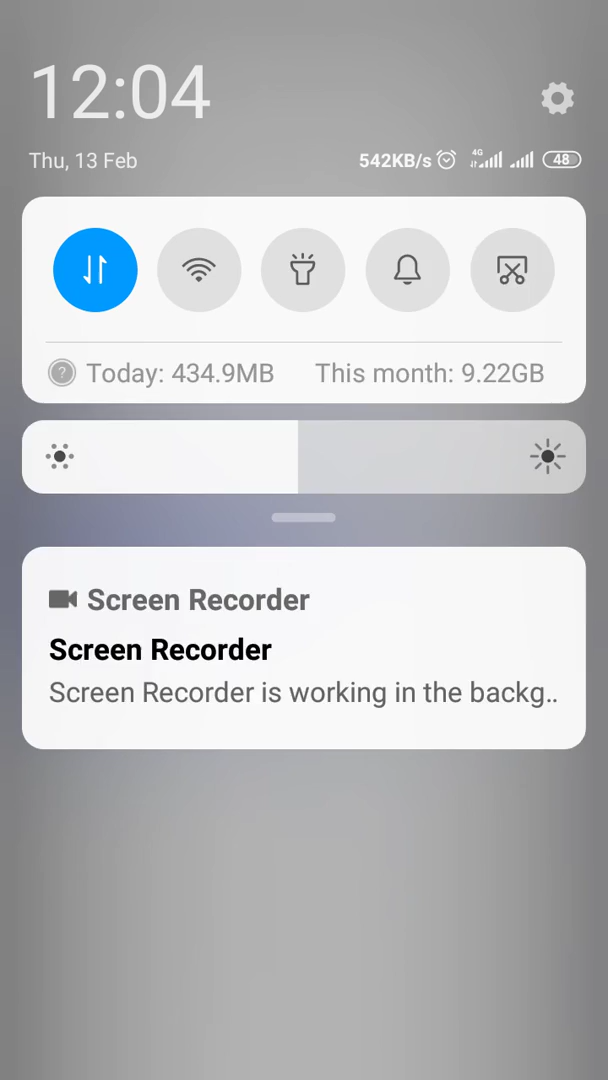 12:04
Thu, 13 Feb 542KB/s 4G 48
? Today: 434.9MB This month: 9.22GB
Screen Recorder
Screen Recorder
Screen Recorder is working in the backg..